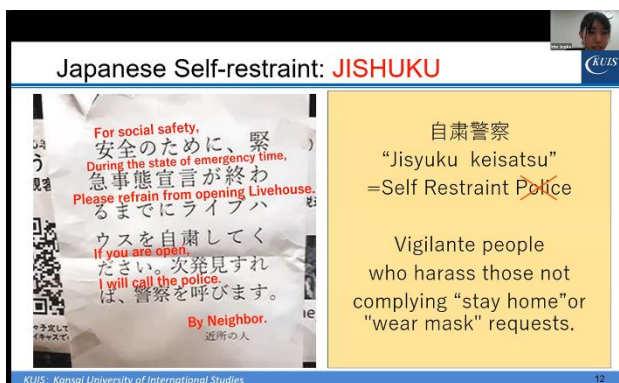 Japanese Self-restraint: JISHUKU
KUIS
For social safety,
安全のために、緊
During the state of emergency time,
急事態宣言が終わ
Please refrain from opening Livehouse.
るまでにライブハ
ウスを自粛してく
If you are open,
ださい。次発見すれ
I will call the police.
ば、警察を呼びます。
By Neighbor.
近所の人
自粛警察
“Jisyuku keisatsu”
=Self Restraint Police
Vigilante people
who harass those not
complying “stay home”or
"wear mask" requests.
KUIS: Kansai University of International Studies
12